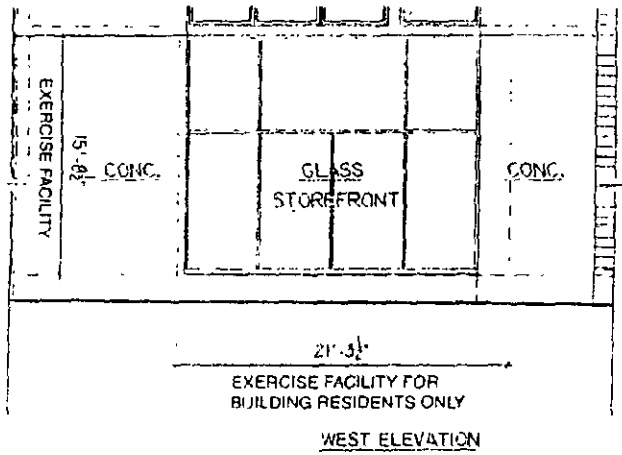 EXERCISE FACILITY
15'-8½"
CONC.
GLASS
STOREFRONT
CONC.
21'-3½"
EXERCISE FACILITY FOR
BUILDING RESIDENTS ONLY
WEST ELEVATION